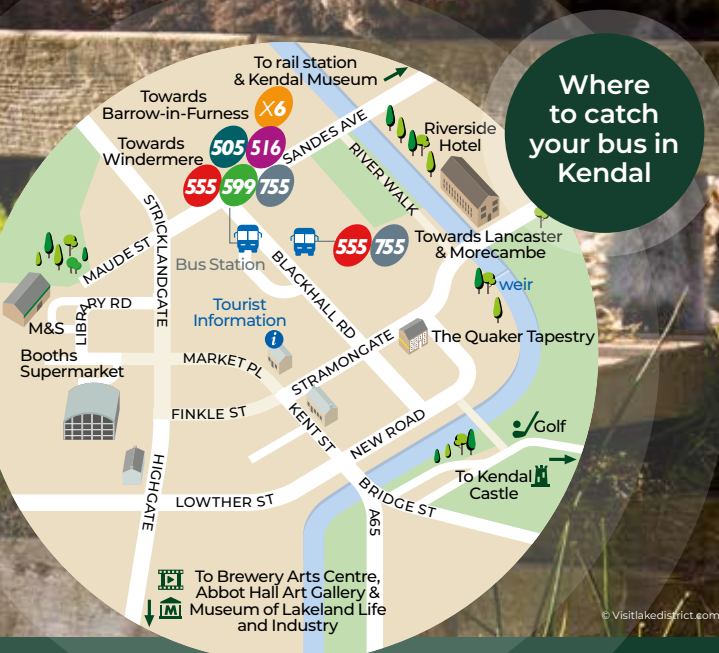 Where
to catch
your bus in
Kendal
To rail station
& Kendal Museum
Towards
Barrow-in-Furness
X6
Towards
Windermere
505 516
555 599 755
SANDES AVE
RIVER WALK
Riverside
Hotel
STRICKLANDGATE
MAUDE ST
Bus Station
555 755
Towards Lancaster
& Morecambe
BLACKHALL RD
weir
LIBRARY RD
M&S
Tourist
Information
i
Booths
Supermarket
MARKET PL
STRAMONGATE
The Quaker Tapestry
FINKLE ST
KENT ST
NEW ROAD
Golf
HIGHGATE
LOWTHER ST
BRIDGE ST
To Kendal
Castle
A65
To Brewery Arts Centre,
Abbot Hall Art Gallery &
Museum of Lakeland Life
and Industry
© Visitlakedistrict.com